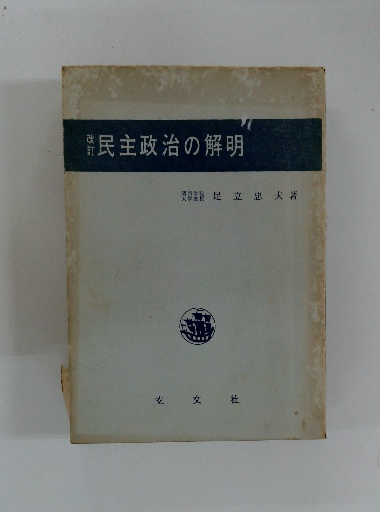 改訂 民主政治の解明
足立忠夫著
玄文社